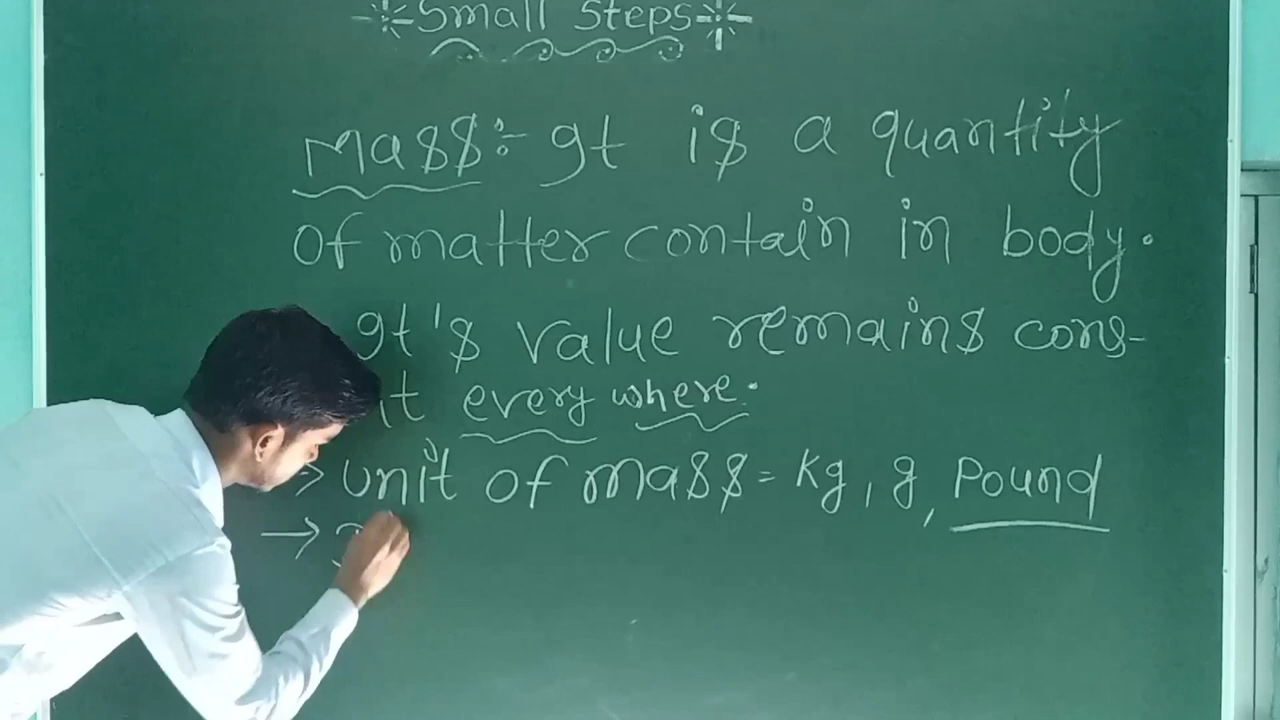 Small Steps
Mass:- It is a quantity
of matter contain in body.
It's value remains cons-
every where.
→ unit of mass = kg, g, Pound
→